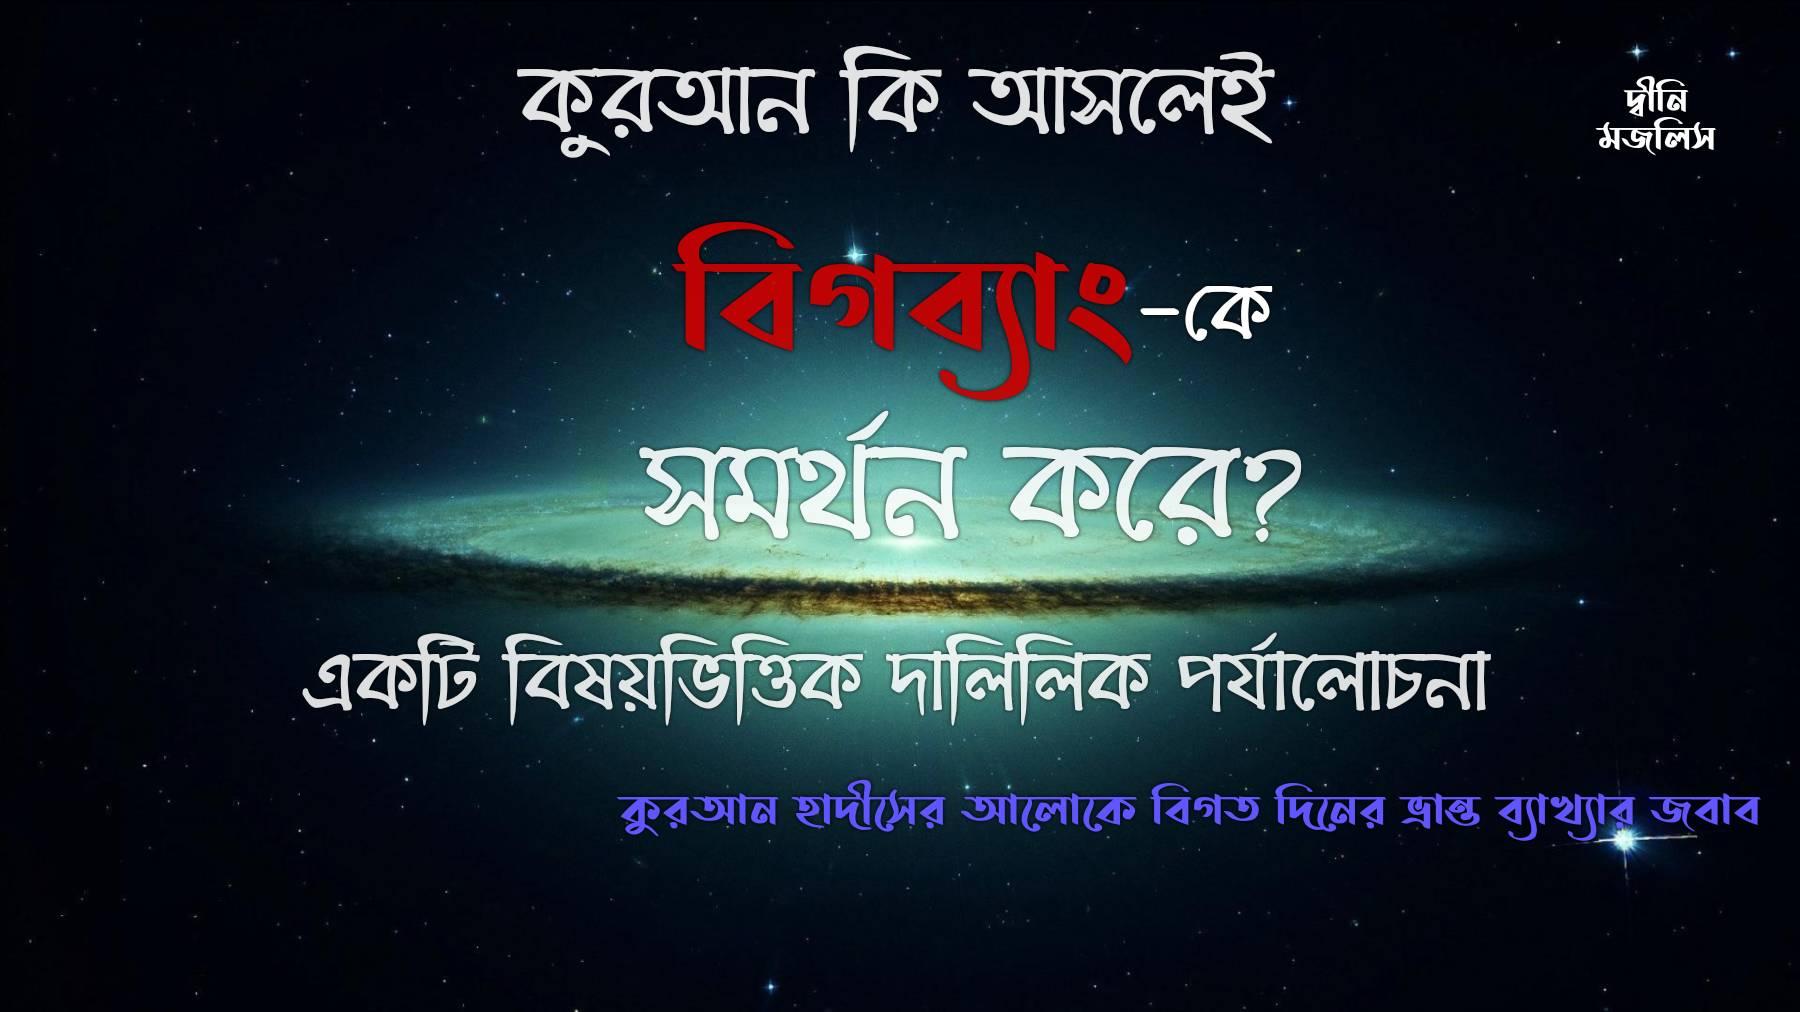 কুরআন কি আসলেই
দ্বীনি
মজলিস
বিগব্যাং-কে
সমর্থন করে?
একটি বিষয়ভিত্তিক দালিলিক পর্যালোচনা
কুরআন হাদীসের আলোকে বিগত দিনের ভ্রান্ত ব্যাখ্যার জবাব